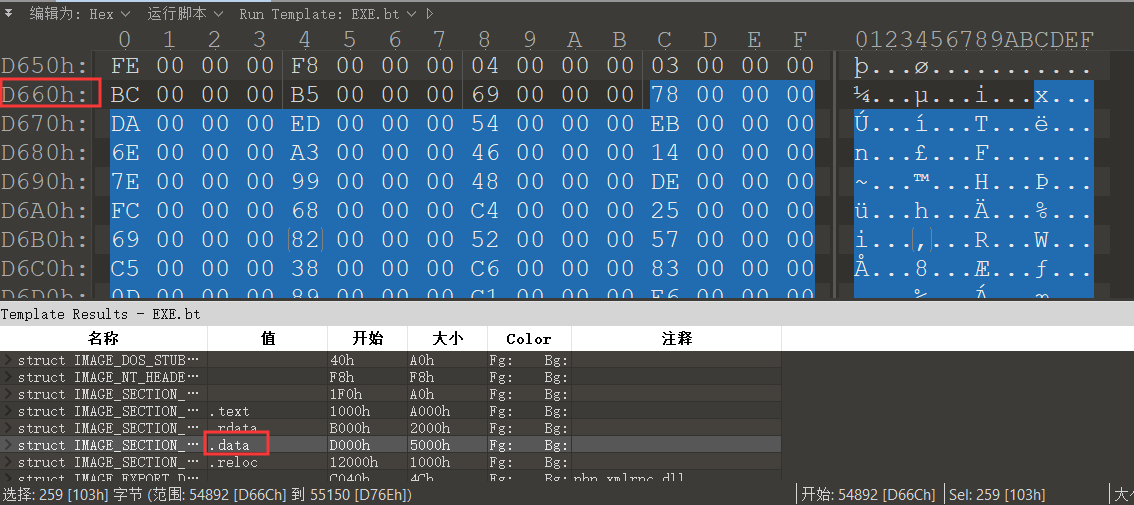 编辑为: Hex 运行脚本 Run Template: EXE.bt
0 1 2 3 4 5 6 7 8 9 A B C D E F 0123456789ABCDEF
D650h: FE 00 00 00 F8 00 00 00 04 00 00 00 03 00 00 00 þ...ø...........
D660h: BC 00 00 00 B5 00 00 00 69 00 00 00 78 00 00 00 ¼...µ...i...x...
D670h: DA 00 00 00 ED 00 00 00 54 00 00 00 EB 00 00 00 Ú...í...T...ë...
D680h: 6E 00 00 00 A3 00 00 00 46 00 00 00 14 00 00 00 n...£...F.......
D690h: 7E 00 00 00 99 00 00 00 48 00 00 00 DE 00 00 00 ~...™...H...Þ...
D6A0h: FC 00 00 00 68 00 00 00 C4 00 00 00 25 00 00 00 ü...h...Ä...%...
D6B0h: 69 00 00 00 82 00 00 00 52 00 00 00 57 00 00 00 i...‚...R...W...
D6C0h: C5 00 00 00 38 00 00 00 C6 00 00 00 83 00 00 00 Å...8...Æ...ƒ...
D6D0h: 0D 00 00 00 89 00 00 00 C1 00 00 00 00 00 00
Template Results - EXE.bt
名称 值 开始 大小 Color 注释
struct IMAGE_DOS_STUB… 40h A0h Fg: Bg:
struct IMAGE_NT_HEADE… F8h F8h Fg: Bg:
struct IMAGE_SECTION_… 1F0h A0h Fg: Bg:
struct IMAGE_SECTION_… .text 1000h A000h Fg: Bg:
struct IMAGE_SECTION_… .rdata B000h 2000h Fg: Bg:
struct IMAGE_SECTION_… .data D000h 5000h Fg: Bg:
struct IMAGE_SECTION_… .reloc 12000h 1000h Fg: Bg:
struct IMAGE_EXPORT_D… C040h 4Ch Fg: Bg: php_xmlrpc.dll
选择: 259 [103h] 字节 (范围: 54892 [D66Ch] 到 55150 [D76Eh]) 开始: 54892 [D66Ch] Sel: 259 [103h]